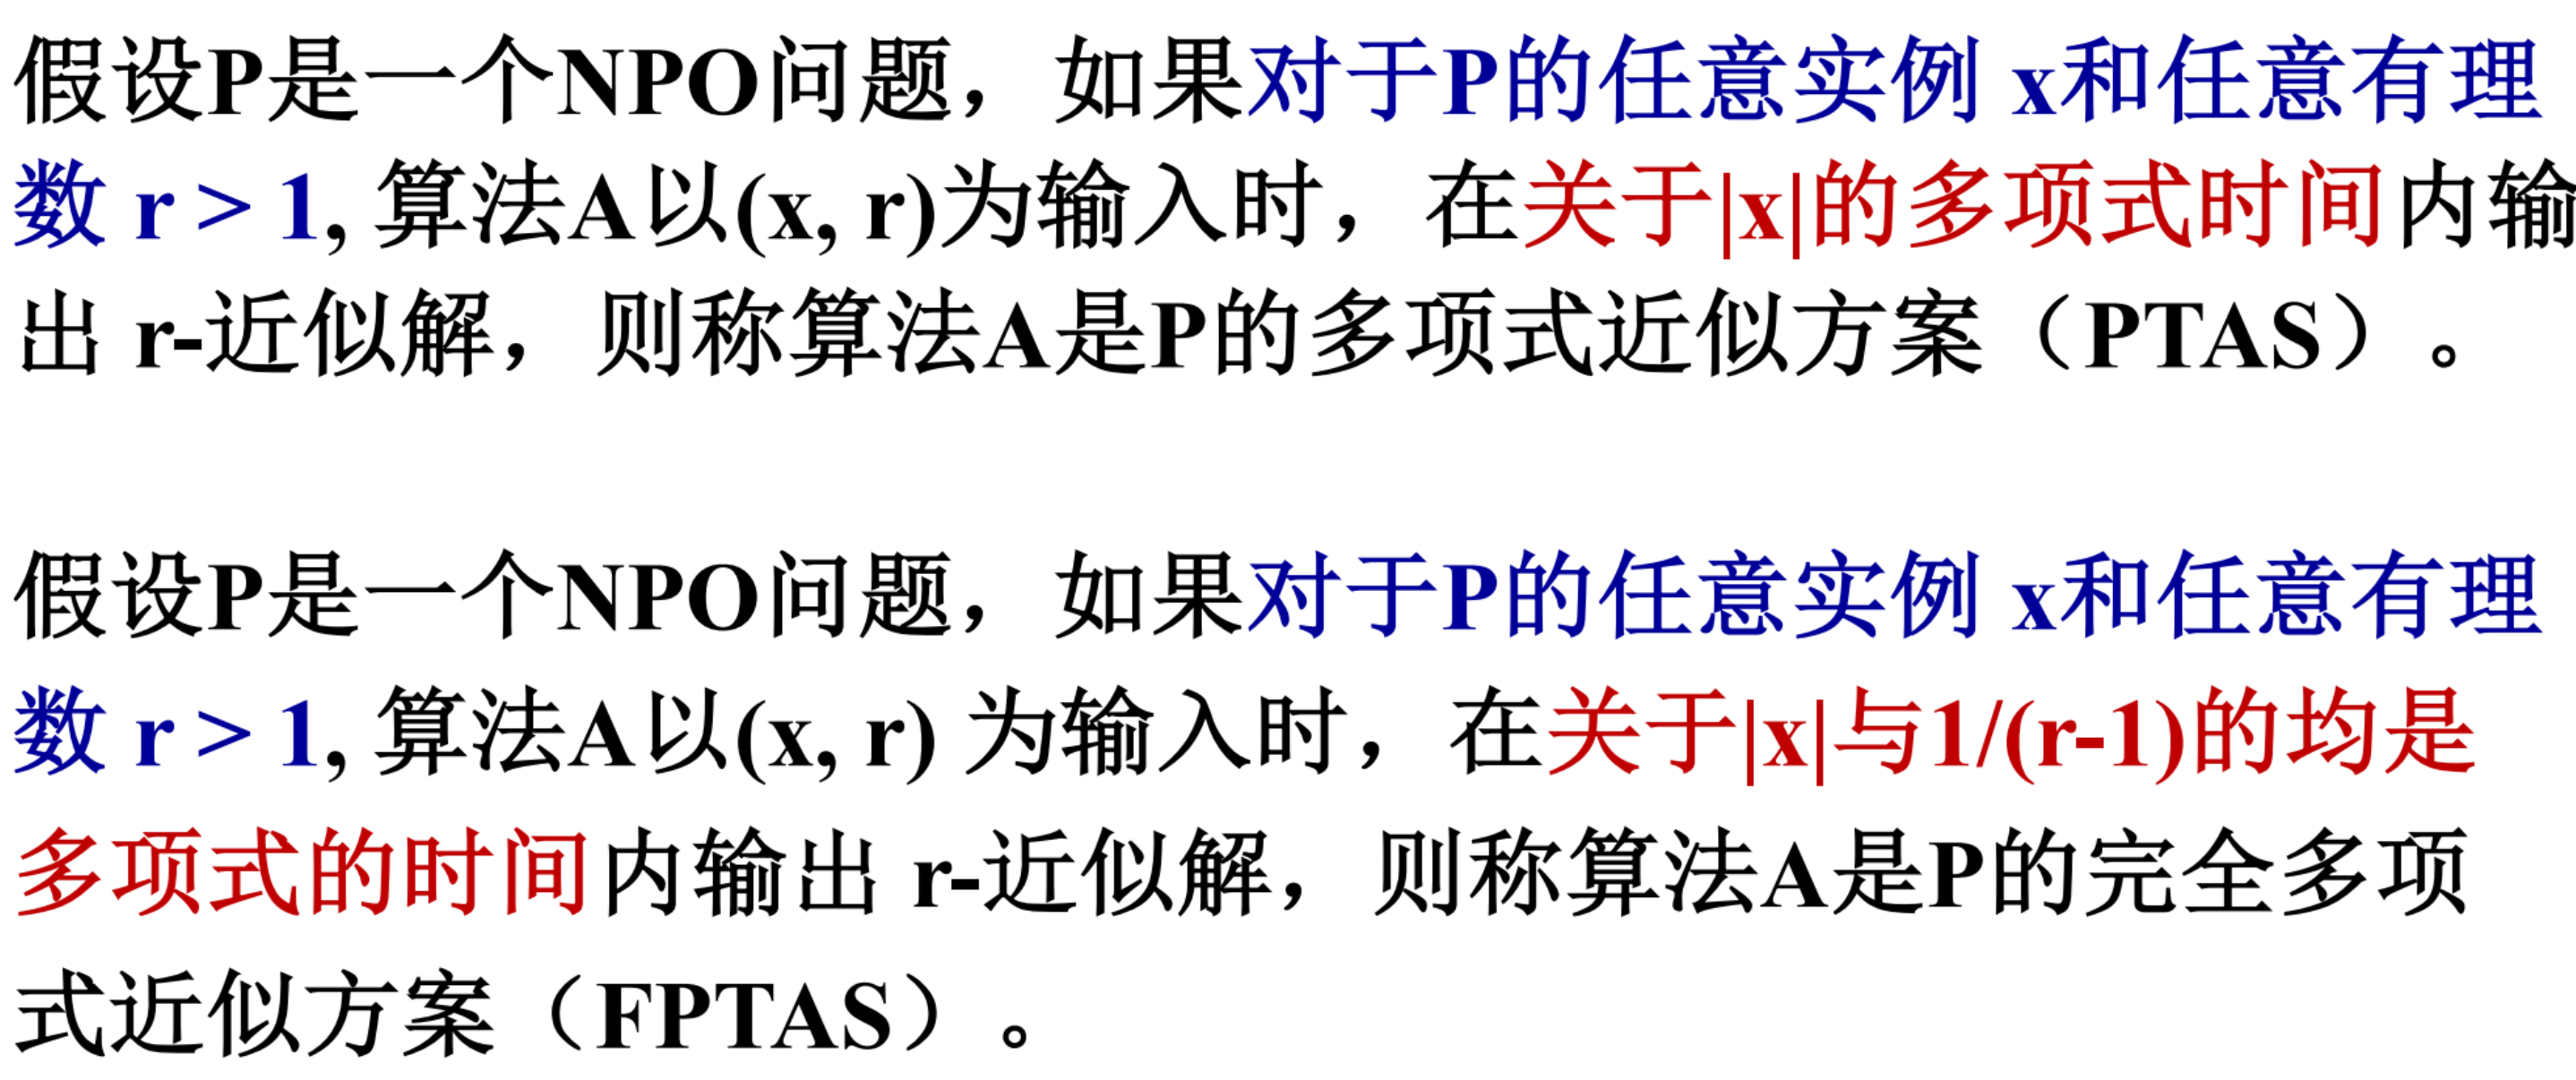 假设P是一个NPO问题，如果对于P的任意实例 x和任意有理
数 r > 1, 算法A以(x, r)为输入时，在关于|x|的多项式时间内输
出 r-近似解，则称算法A是P的多项式近似方案（PTAS）。
假设P是一个NPO问题，如果对于P的任意实例 x和任意有理
数 r > 1, 算法A以(x, r) 为输入时，在关于|x|与1/(r-1)的均是
多项式的时间内输出 r-近似解，则称算法A是P的完全多项
式近似方案（FPTAS）。